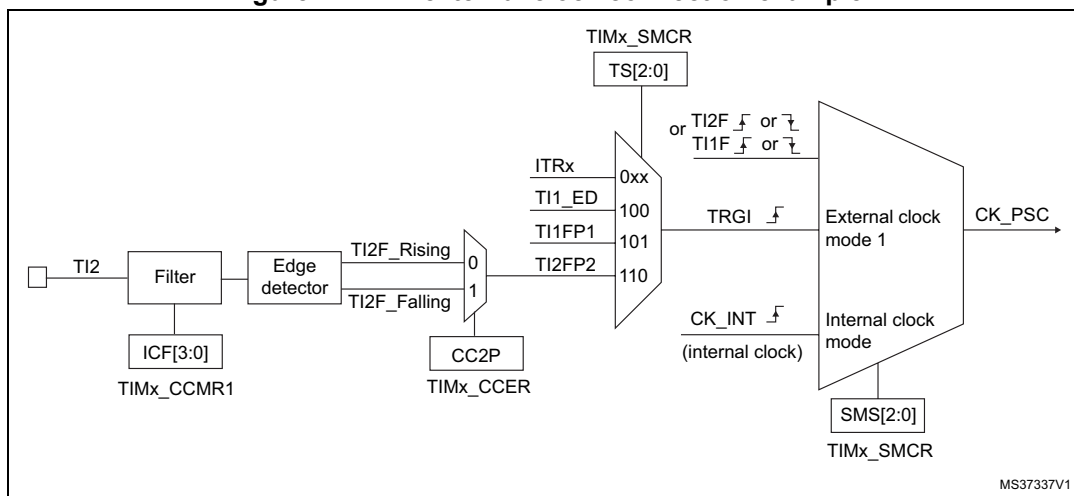 TIMx_SMCR
TS[2:0]
or TI2F or
TI1F or
ITRx
0xx
TI1_ED
100
TRGI
External clock
mode 1
CK_PSC
TI1FP1
101
TI2
Filter
Edge
detector
TI2F_Rising
0
TI2F_Falling
1
TI2FP2
110
CK_INT
(internal clock)
Internal clock
mode
ICF[3:0]
TIMx_CCMR1
CC2P
TIMx_CCER
SMS[2:0]
TIMx_SMCR
MS37337V1